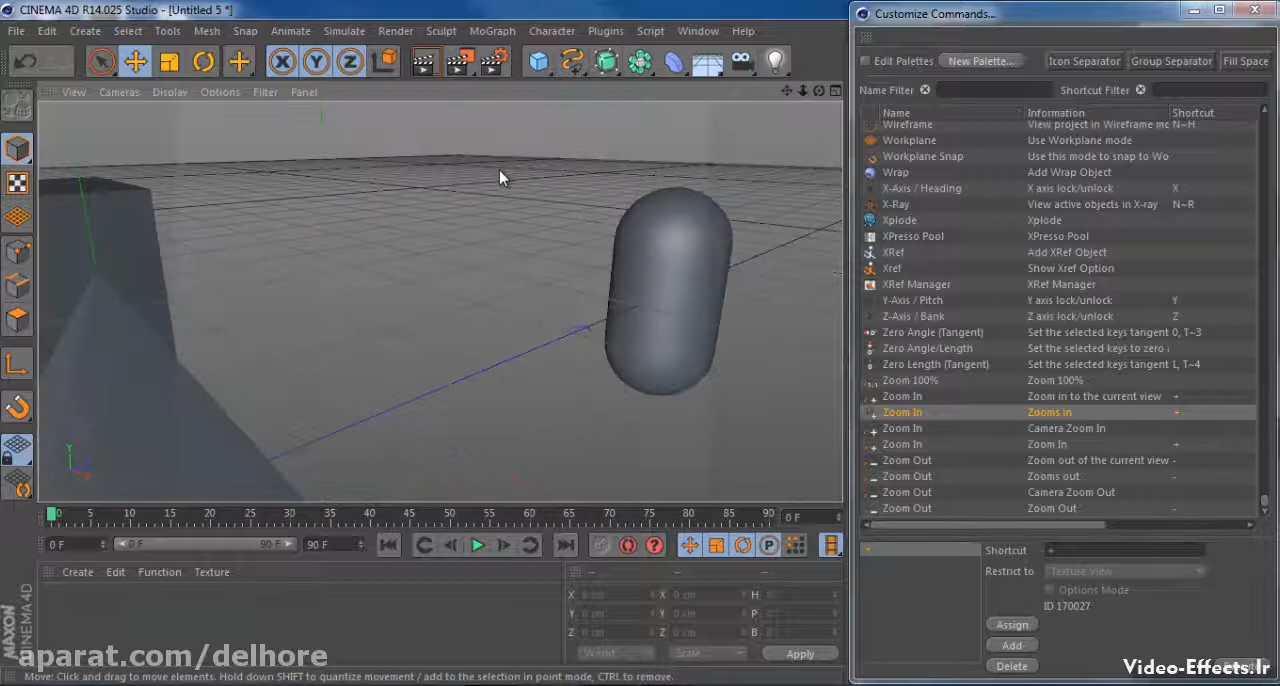 CINEMA 4D R14.025 Studio - [Untitled 5 *]
File Edit Create Select Tools Mesh Snap Animate Simulate Render Sculpt MoGraph Character Plugins Script Window Help
View Cameras Display Options Filter Panel
Customize Commands...
Edit Palettes New Palette... Icon Separator Group Separator Fill Space
Name Filter Shortcut Filter
Name Information Shortcut
Wireframe View project in Wireframe mc N~H
Workplane Use Workplane mode
Workplane Snap Use this mode to snap to Wo
Wrap Add Wrap Object
X-Axis / Heading X axis lock/unlock X
X-Ray View active objects in X-ray N~R
Xplode Xplode
XPresso Pool XPresso Pool
XRef Add XRef Object
Xref Show Xref Option
XRef Manager XRef Manager
Y-Axis / Pitch Y axis lock/unlock Y
Z-Axis / Bank Z axis lock/unlock Z
Zero Angle (Tangent) Set the selected keys tangent 0, T~3
Zero Angle/Length Set the selected keys to zero
Zero Length (Tangent) Set the selected keys tangent L, T~4
Zoom 100% Zoom 100%
Zoom In Zoom in to the current view +
Zoom In Zooms in +
Zoom In Camera Zoom In
Zoom In Zoom In +
Zoom Out Zoom out of the current view -
Zoom Out Zooms out -
Zoom Out Camera Zoom Out
Zoom Out Zoom Out -
Shortcut +
Restrict to Texture view
Options Mode
ID 170027
Assign
Add
Delete
X Y Z
Y
0 5 10 15 20 25 30 35 40 45 50 55 60 65 70 75 80 85 90 0 F
0 F 0 F 90 F 90 F
P
Create Edit Function Texture
-- -- --
X 0 cm X 0 cm H 0
Y 0 cm Y 0 cm P 0
Z 0 cm Z 0 cm B 0
World Scale Apply
MAXON
CINEMA 4D
aparat.com/delhore
Video-Effects.Ir
Move: Click and drag to move elements. Hold down SHIFT to quantize movement / add to the selection in point mode, CTRL to remove.